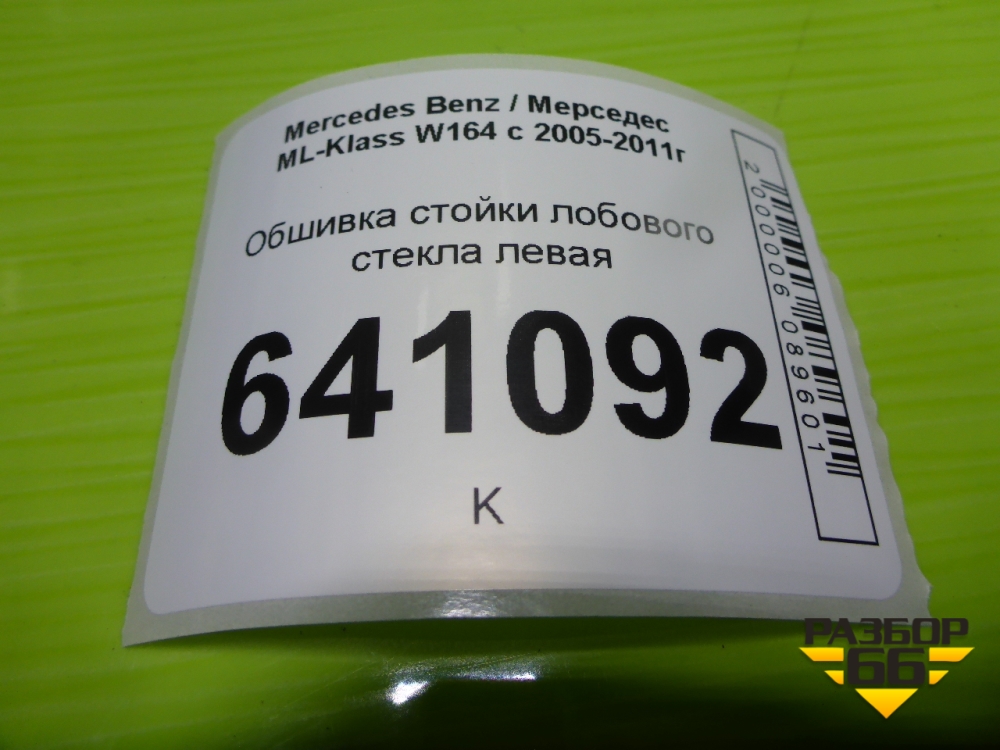 Mercedes Benz / Мерседес
ML-Klass W164 с 2005-2011г
Обшивка стойки лобового
стекла левая
641092
К
2000006089601
РАЗБОР
66